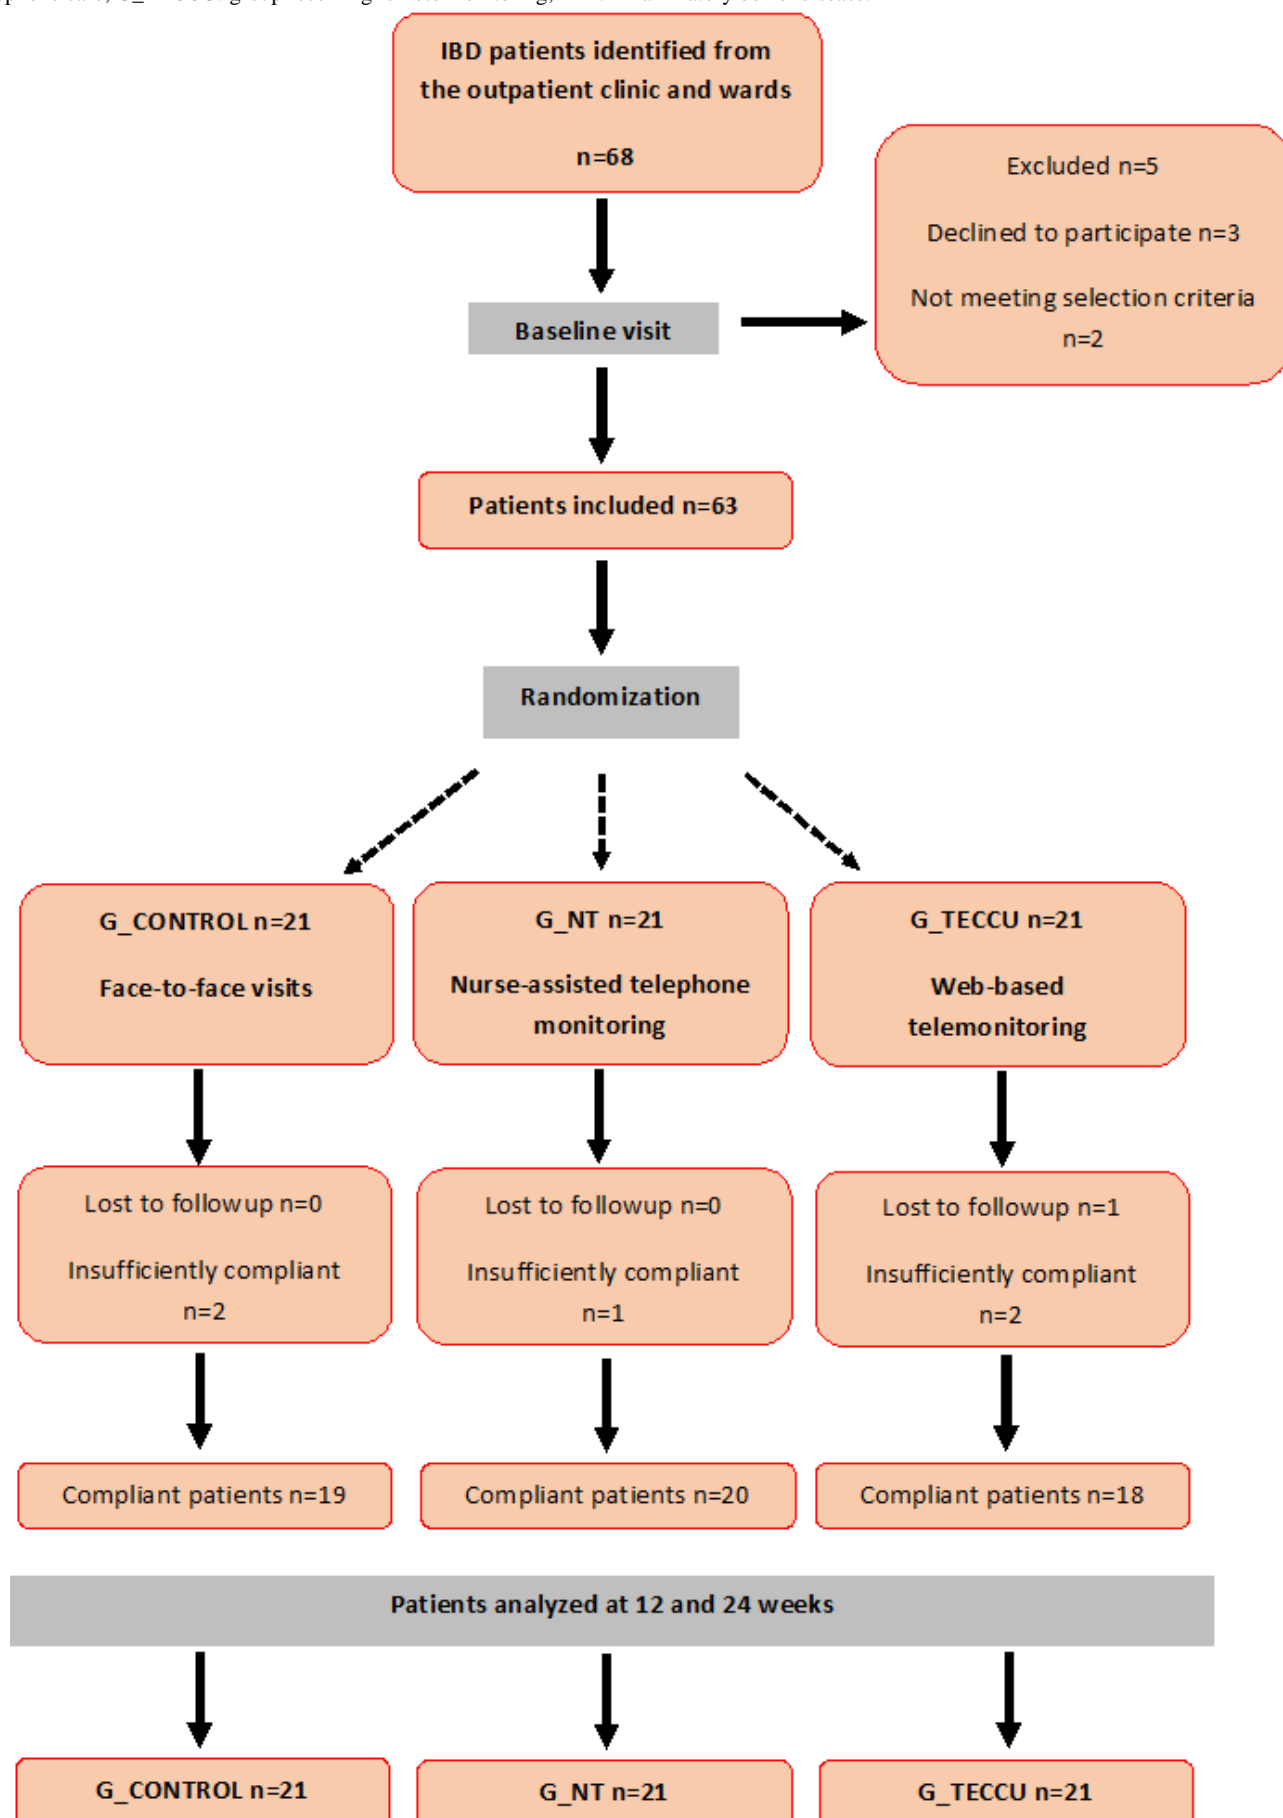 IBD patients identified from
the outpatient clinic and wards
n=68
Excluded n=5
Declined to participate n=3
Not meeting selection criteria
n=2
Baseline visit
Patients included n=63
Randomization
G_CONTROL n=21
Face-to-face visits
G_NT n=21
Nurse-assisted telephone
monitoring
G_TECCU n=21
Web-based
telemonitoring
Lost to followup n=0
Insufficiently compliant
n=2
Lost to followup n=0
Insufficiently compliant
n=1
Lost to followup n=1
Insufficiently compliant
n=2
Compliant patients n=19
Compliant patients n=20
Compliant patients n=18
Patients analyzed at 12 and 24 weeks
G_CONTROL n=21
G_NT n=21
G_TECCU n=21